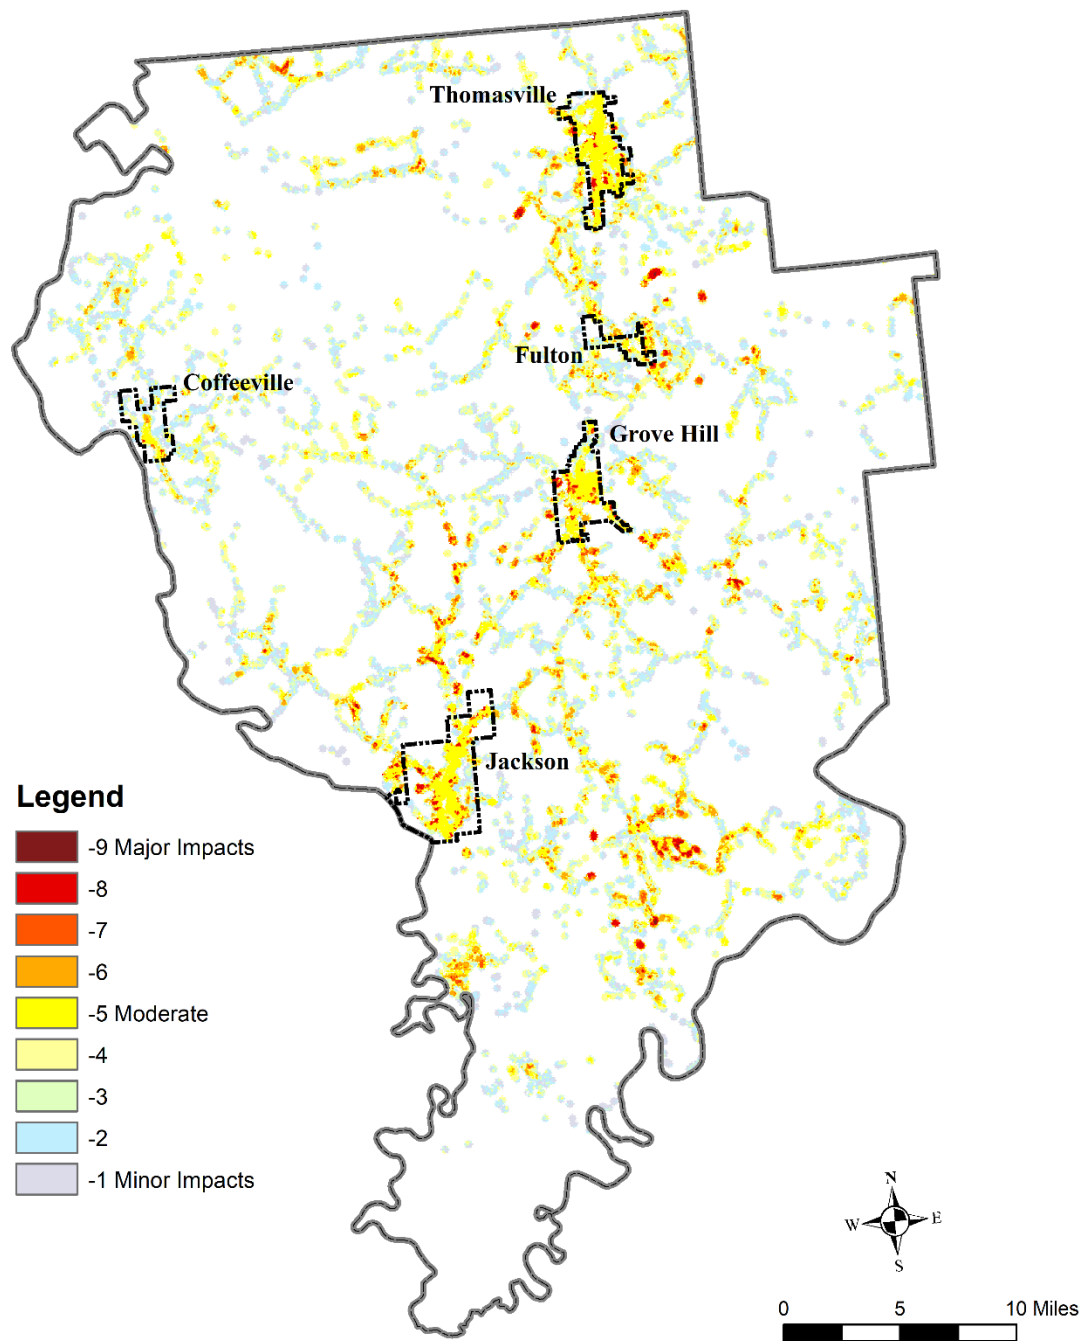 Thomasville
Fulton
Coffeeville
Grove Hill
Jackson
Legend
-9 Major Impacts
-8
-7
-6
-5 Moderate
-4
-3
-2
-1 Minor Impacts
N
W E
S
0 5 10 Miles